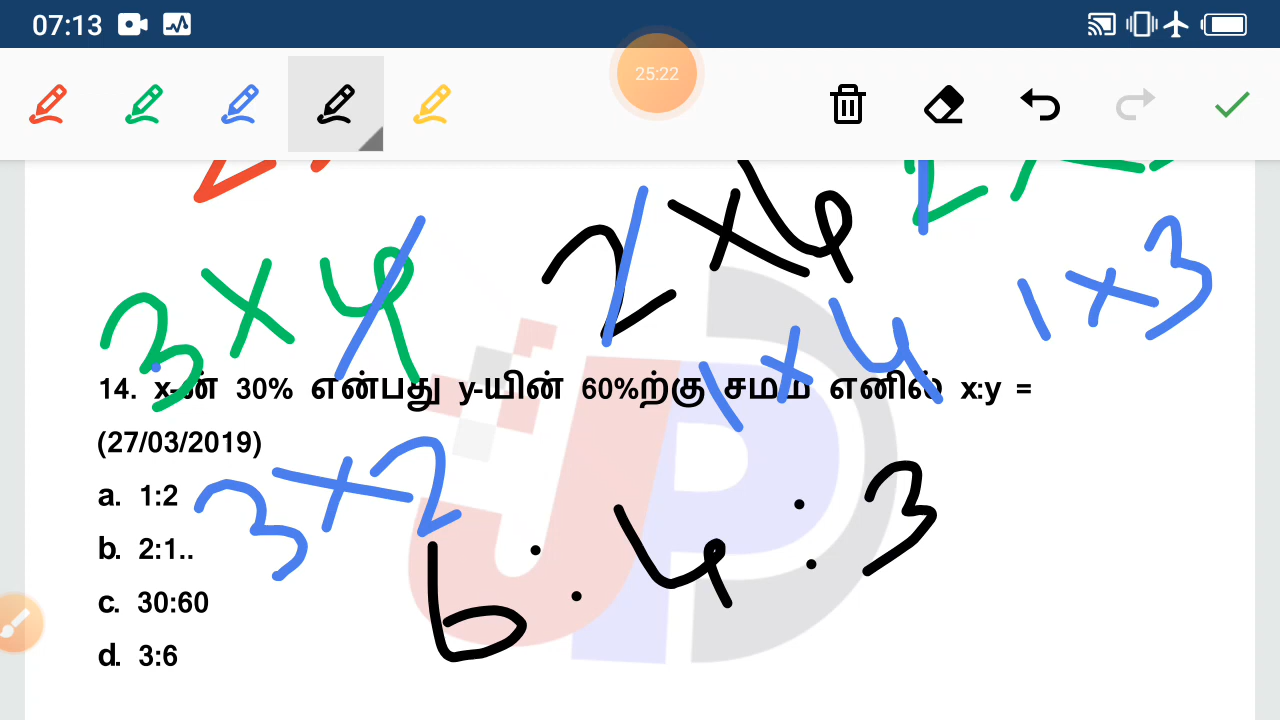 07:13
25:22
2 × 6
3 × 4
1 × 3
1 × 4
14. x-ன் 30% என்பது y-யின் 60%ற்கு சமம் எனில் x:y =
(27/03/2019)
3 × 2
a. 1:2
6 : 4 : 3
b. 2:1..
c. 30:60
d. 3:6